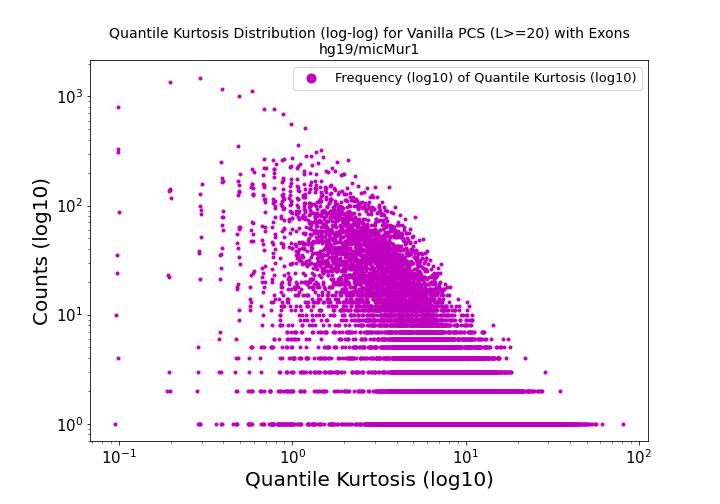 Quantile Kurtosis Distribution (log-log) for Vanilla PCS (L>=20) with Exons
hg19/micMur1
Frequency (log10) of Quantile Kurtosis (log10)
Counts (log10)
10³
10²
10¹
10⁰
10⁻¹ 10⁰ 10¹ 10²
Quantile Kurtosis (log10)